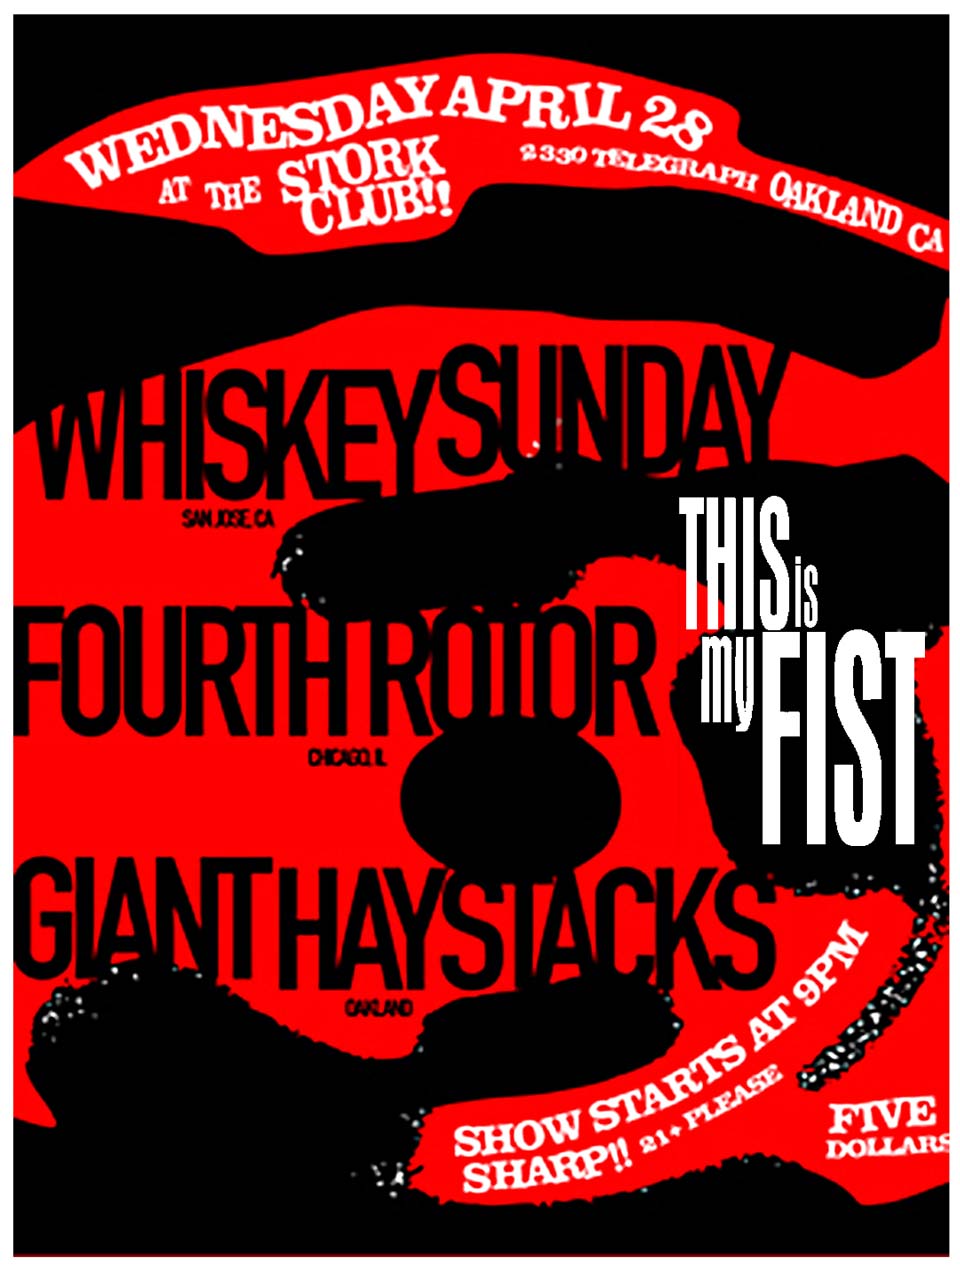 WEDNESDAY APRIL 28
AT THE STORK CLUB!!
2330 TELEGRAPH OAKLAND CA
WHISKEY SUNDAY
SAN JOSE, CA
THIS is
my FIST
FOURTH ROTOR
CHICAGO, IL
GIANT HAYSTACKS
OAKLAND
SHOW STARTS AT 9PM
SHARP!! 21+ PLEASE
FIVE
DOLLARS